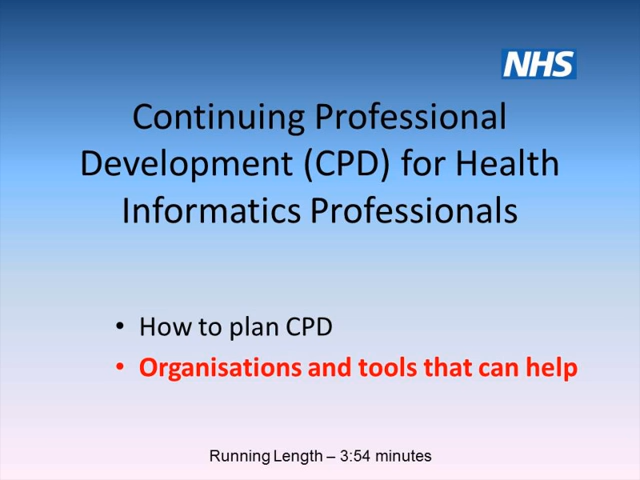 NHS
Continuing Professional
Development (CPD) for Health
Informatics Professionals
• How to plan CPD
• Organisations and tools that can help
Running Length – 3:54 minutes